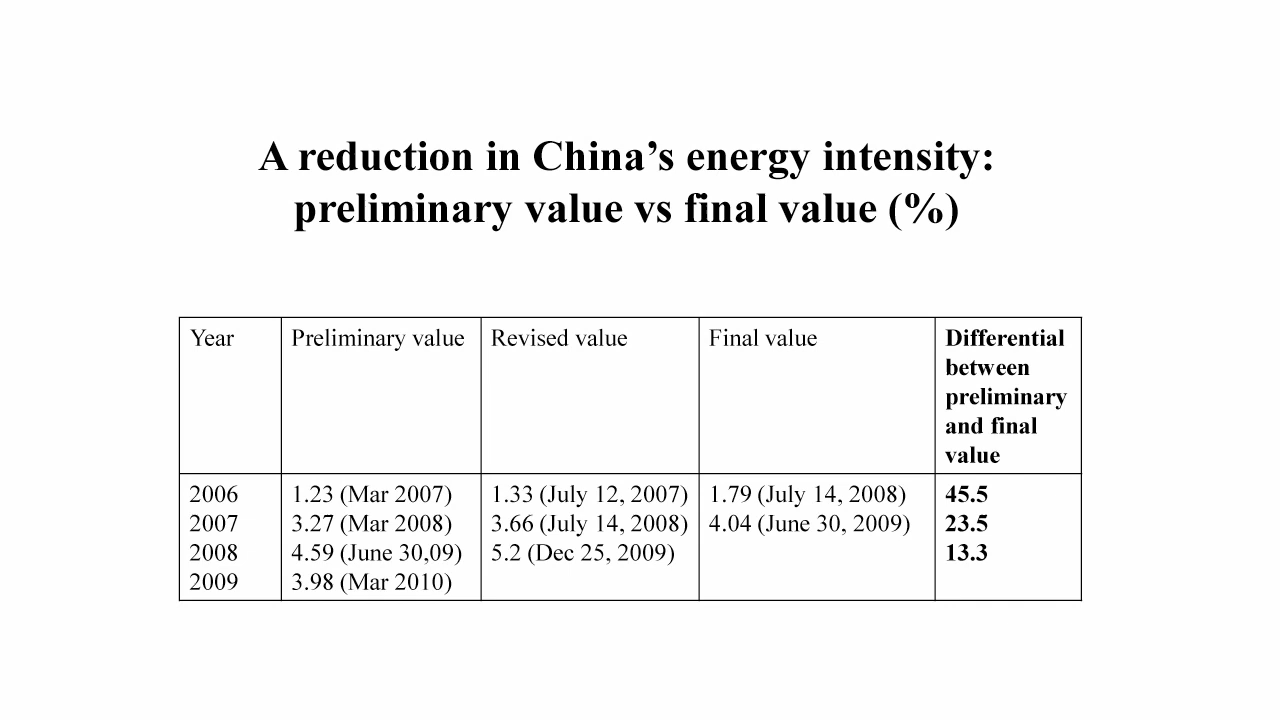 A reduction in China’s energy intensity:
preliminary value vs final value (%)
Year Preliminary value Revised value Final value Differential
between
preliminary
and final
value
2006 1.23 (Mar 2007) 1.33 (July 12, 2007) 1.79 (July 14, 2008) 45.5
2007 3.27 (Mar 2008) 3.66 (July 14, 2008) 4.04 (June 30, 2009) 23.5
2008 4.59 (June 30,09) 5.2 (Dec 25, 2009) 13.3
2009 3.98 (Mar 2010)